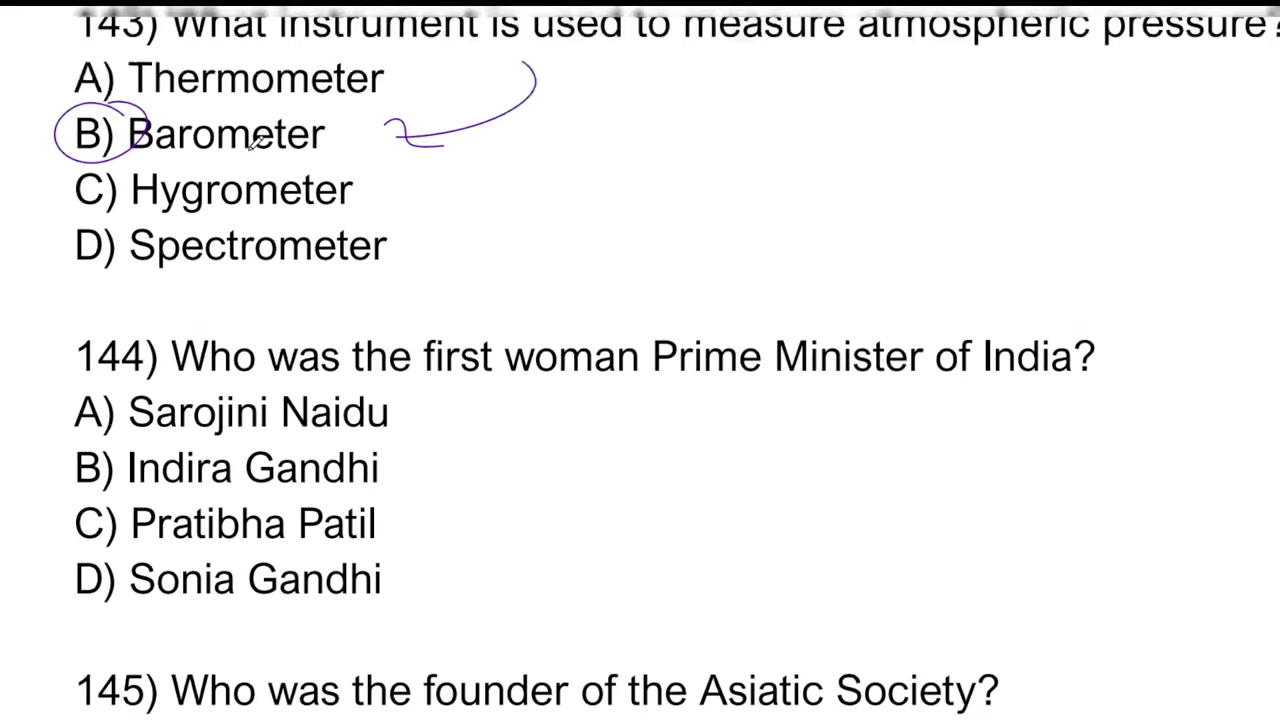 143) What instrument is used to measure atmospheric pressure?
A) Thermometer
B) Barometer
C) Hygrometer
D) Spectrometer
144) Who was the first woman Prime Minister of India?
A) Sarojini Naidu
B) Indira Gandhi
C) Pratibha Patil
D) Sonia Gandhi
145) Who was the founder of the Asiatic Society?